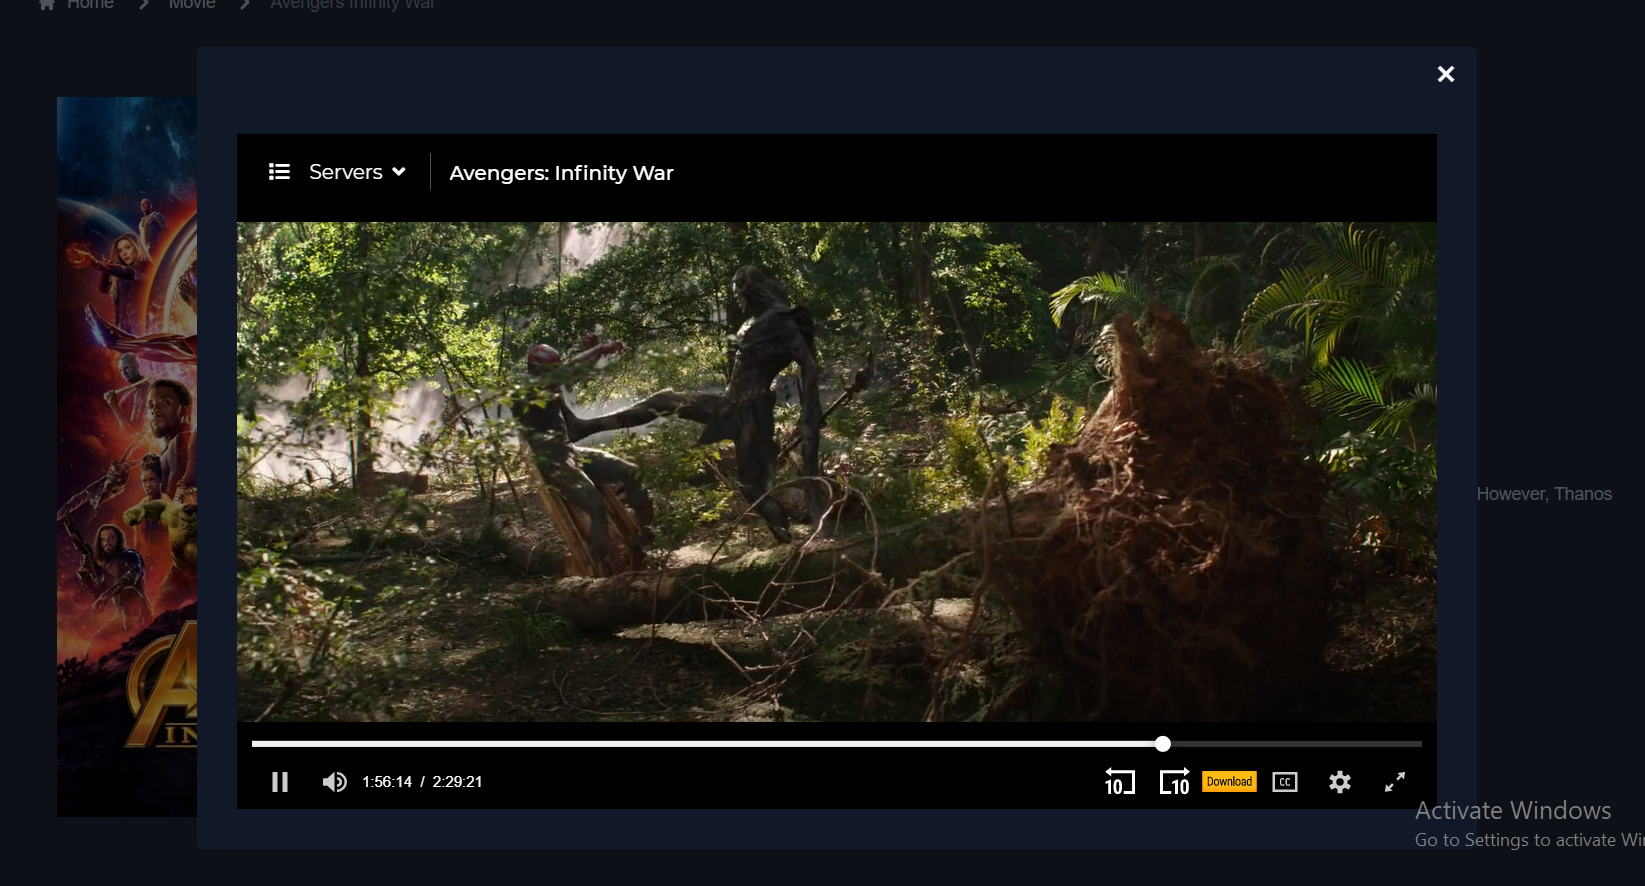 Home > Movie > Avengers Infinity War
Servers
Avengers: Infinity War
However, Thanos
A
IN
1:56:14 / 2:29:21
10
10
Download
CC
Activate Windows
Go to Settings to activate Wi